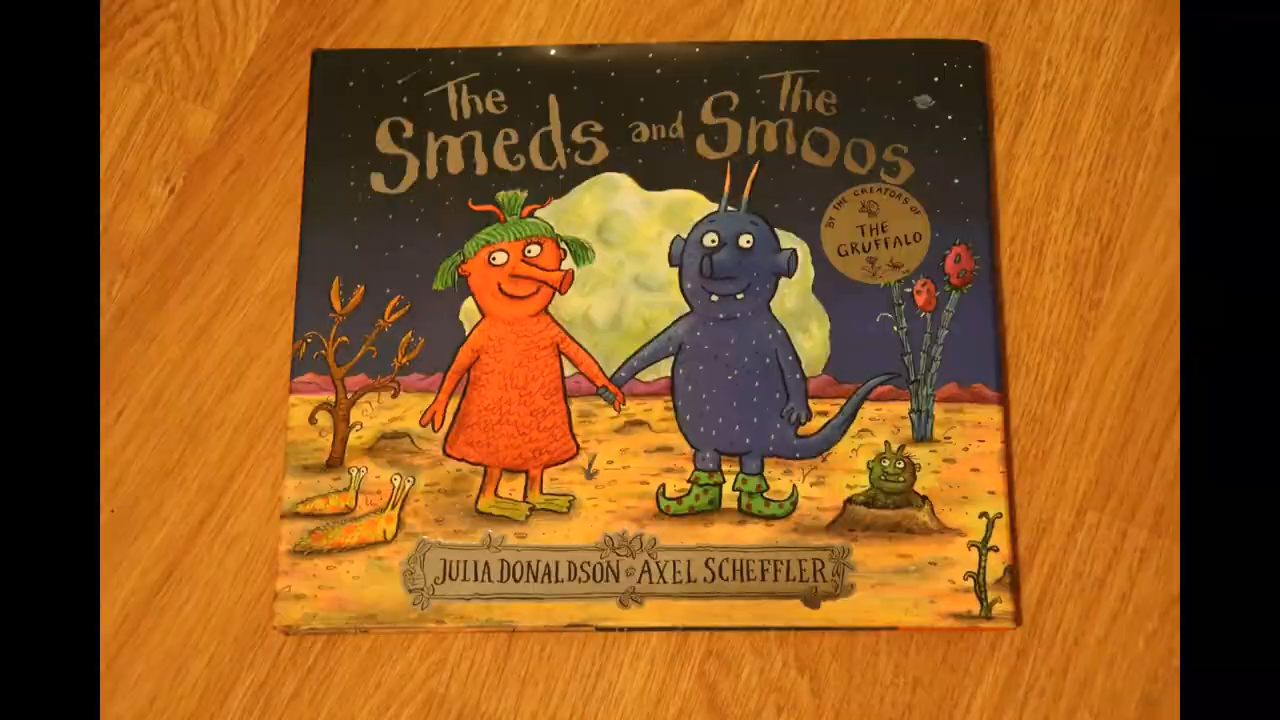 The The
Smeds and Smoos
BY THE CREATORS OF
THE
GRUFFALO
JULIA DONALDSON * AXEL SCHEFFLER